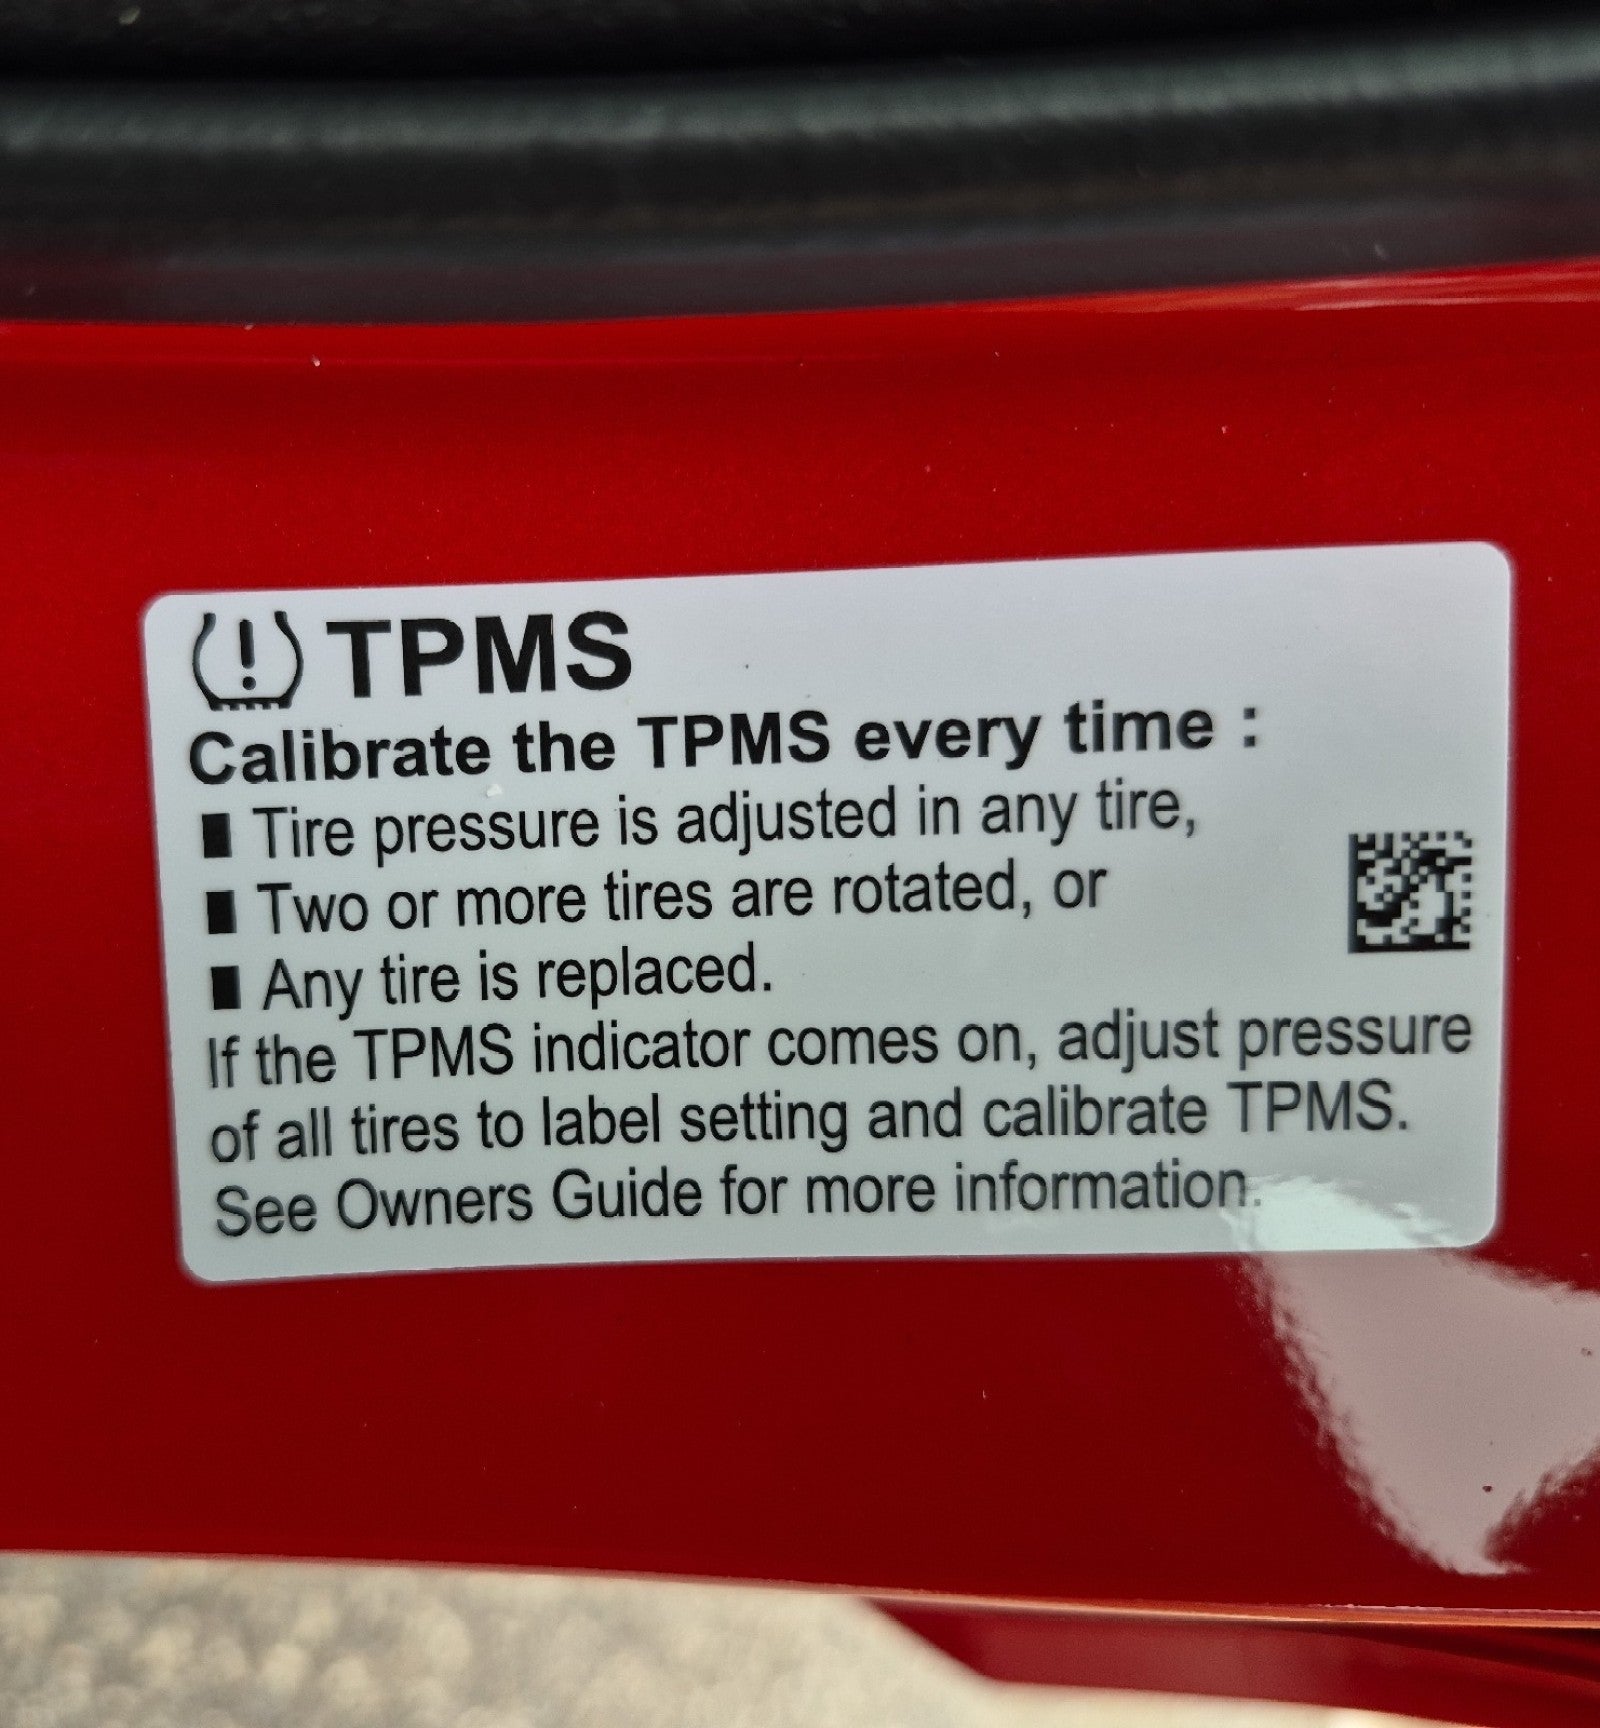 TPMS
Calibrate the TPMS every time :
■ Tire pressure is adjusted in any tire,
■ Two or more tires are rotated, or
■ Any tire is replaced.
If the TPMS indicator comes on, adjust pressure
of all tires to label setting and calibrate TPMS.
See Owners Guide for more information.